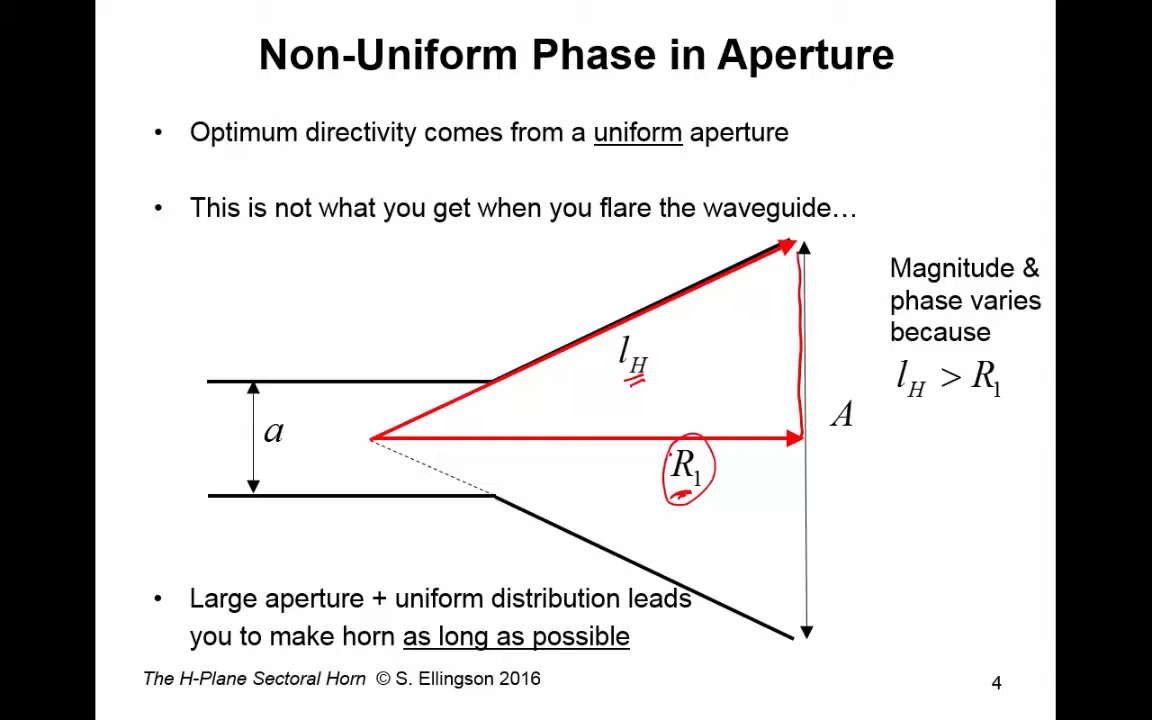 Non-Uniform Phase in Aperture
• Optimum directivity comes from a uniform aperture
• This is not what you get when you flare the waveguide…
Magnitude &
phase varies
because
l_H > R_1
l_H
A
a
R_1
• Large aperture + uniform distribution leads
you to make horn as long as possible
The H-Plane Sectoral Horn © S. Ellingson 2016
4